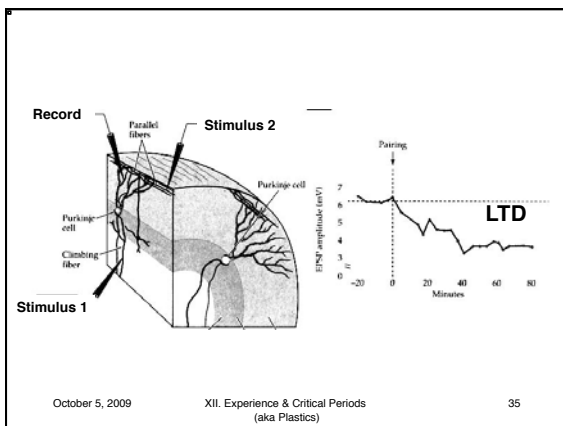 Record
Parallel
fibers
Stimulus 2
Purkinje cell
Purkinje
cell
Climbing
fiber
Stimulus 1
Pairing
LTD
EPSP amplitude (mV)
7
6
5
4
3
0
-20
0
20
40
60
80
Minutes
October 5, 2009
XII. Experience & Critical Periods
(aka Plastics)
35